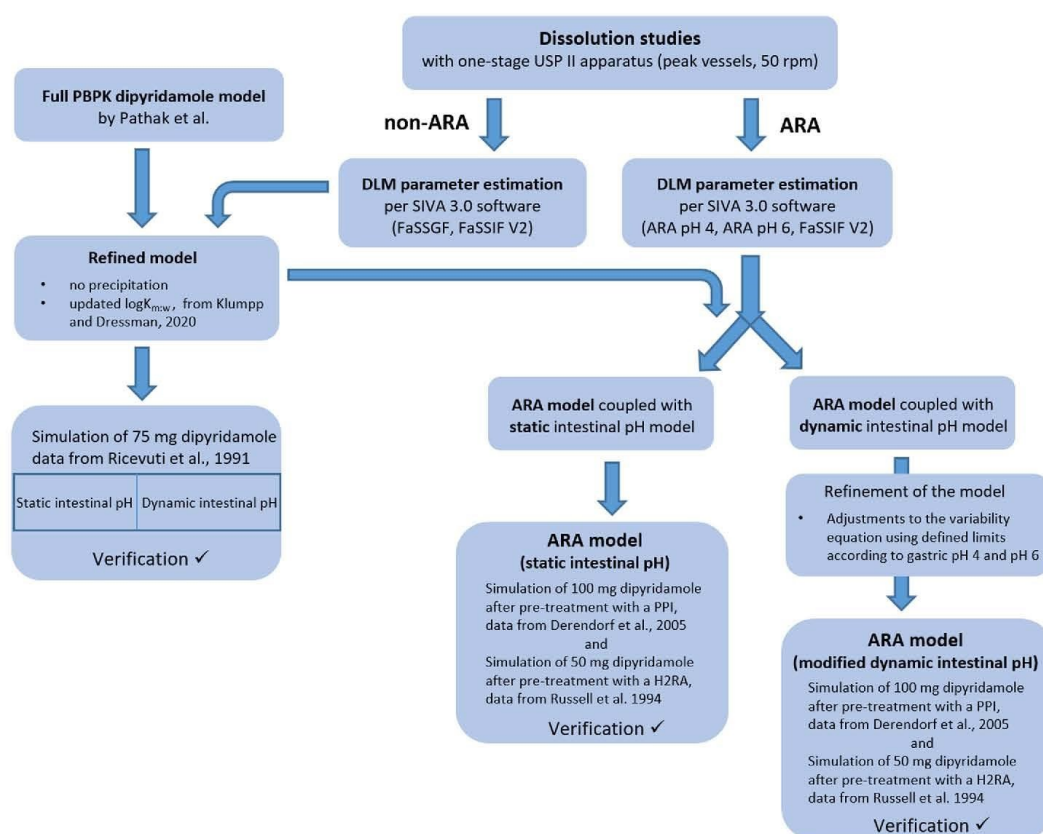 Dissolution studies
with one-stage USP II apparatus (peak vessels, 50 rpm)
Full PBPK dipyridamole model
by Pathak et al.
non-ARA
ARA
DLM parameter estimation
per SIVA 3.0 software
(FaSSGF, FaSSIF V2)
DLM parameter estimation
per SIVA 3.0 software
(ARA pH 4, ARA pH 6, FaSSIF V2)
Refined model
• no precipitation
• updated logKm:w, from Klumpp
and Dressman, 2020
ARA model coupled with
static intestinal pH model
ARA model coupled with
dynamic intestinal pH model
Simulation of 75 mg dipyridamole
data from Ricevuti et al., 1991
Static intestinal pH
Dynamic intestinal pH
Verification ✓
Refinement of the model
• Adjustments to the variability
equation using defined limits
according to gastric pH 4 and pH 6
ARA model
(static intestinal pH)
Simulation of 100 mg dipyridamole
after pre-treatment with a PPI,
data from Derendorf et al., 2005
and
Simulation of 50 mg dipyridamole
after pre-treatment with a H2RA,
data from Russell et al. 1994
Verification ✓
ARA model
(modified dynamic intestinal pH)
Simulation of 100 mg dipyridamole
after pre-treatment with a PPI,
data from Derendorf et al., 2005
and
Simulation of 50 mg dipyridamole
after pre-treatment with a H2RA,
data from Russell et al. 1994
Verification ✓